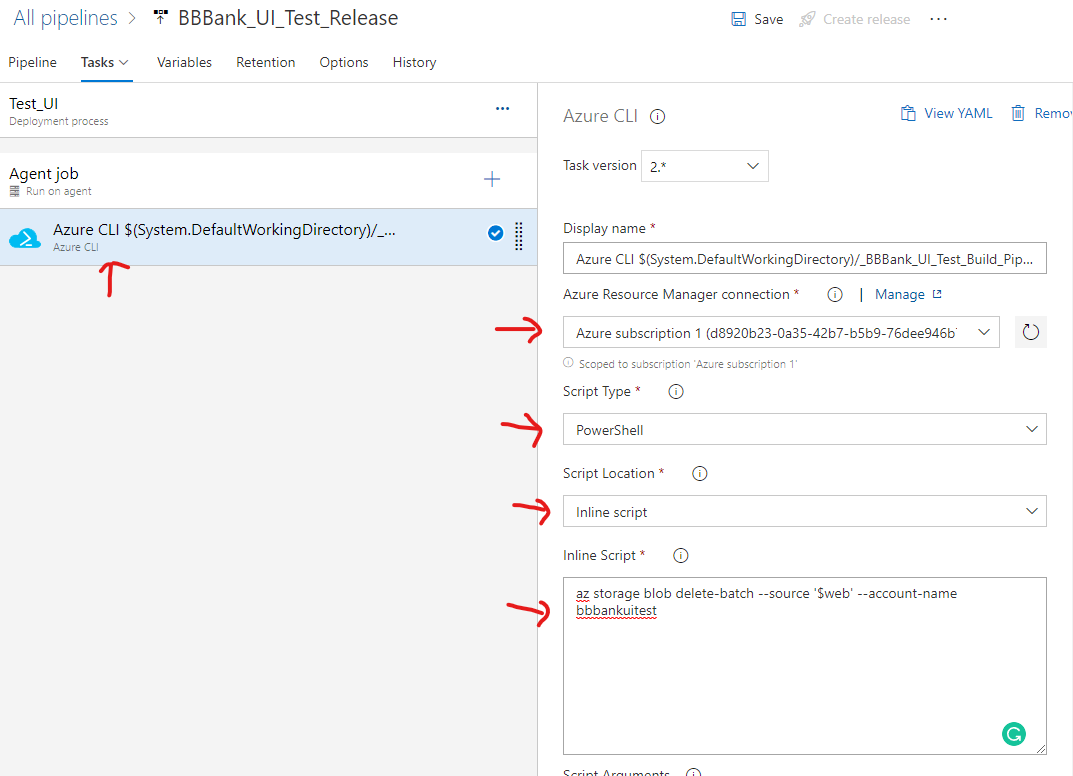 All pipelines > BBBank_UI_Test_Release
Save Create release ...
Pipeline Tasks Variables Retention Options History
Test_UI
Deployment process
Agent job
Run on agent
Azure CLI $(System.DefaultWorkingDirectory)/_...
Azure CLI
Azure CLI
View YAML Remov
Task version 2.*
Display name *
Azure CLI $(System.DefaultWorkingDirectory)/_BBBank_UI_Test_Build_Pip...
Azure Resource Manager connection * | Manage
Azure subscription 1 (d8920b23-0a35-42b7-b5b9-76dee946b
Scoped to subscription 'Azure subscription 1'
Script Type *
PowerShell
Script Location *
Inline script
Inline Script *
az storage blob delete-batch --source '$web' --account-name
bbbankuitest
Script Arguments